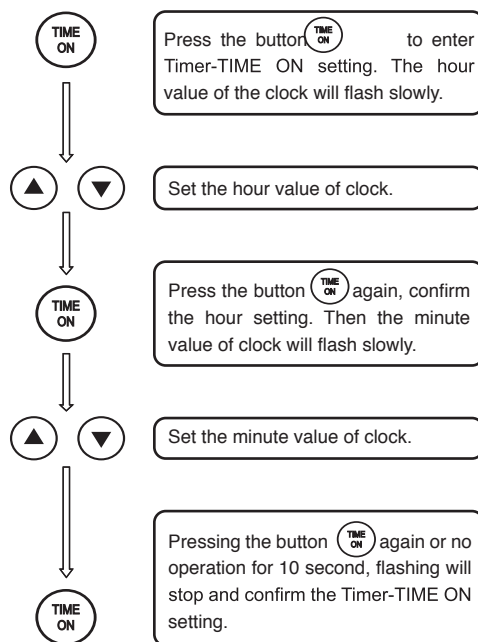 TIME
ON
Press the button TIME ON to enter
Timer-TIME ON setting. The hour
value of the clock will flash slowly.
Set the hour value of clock.
TIME
ON
Press the button TIME ON again, confirm
the hour setting. Then the minute
value of clock will flash slowly.
Set the minute value of clock.
Pressing the button TIME ON again or no
operation for 10 second, flashing will
stop and confirm the Timer-TIME ON
setting.
TIME
ON